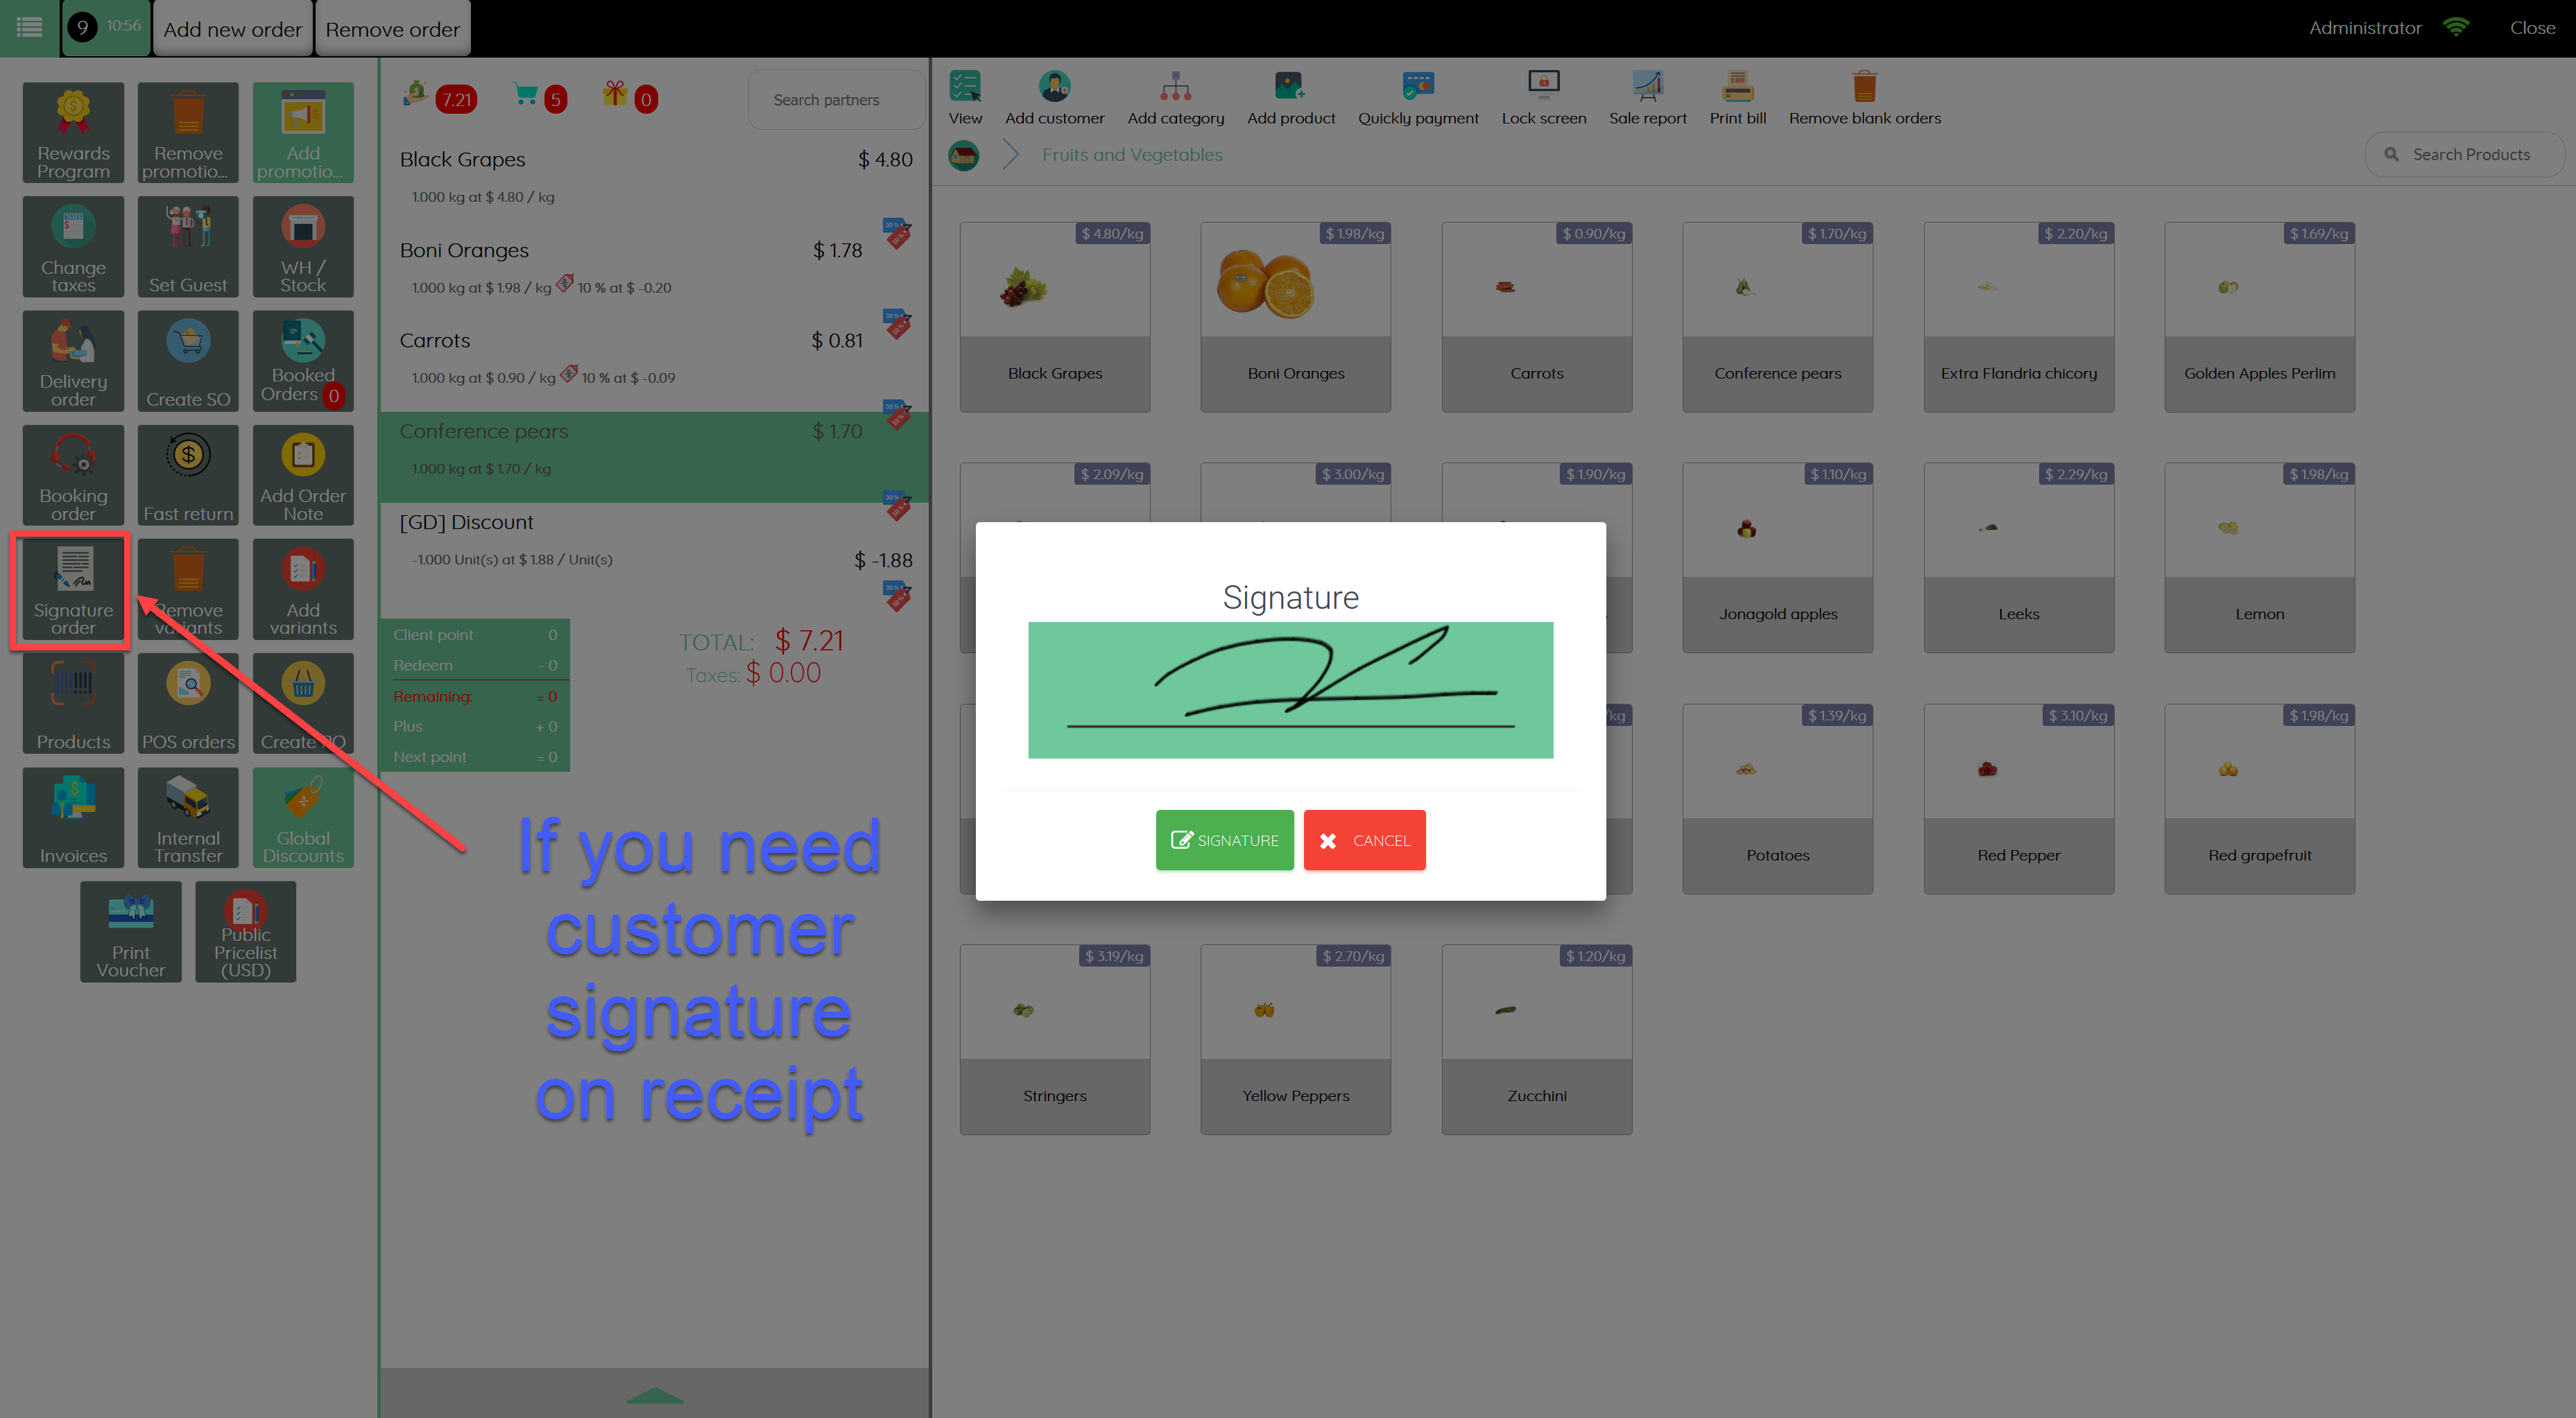 9 10:56 Add new order Remove order Administrator Close
Rewards Program
Remove promotio...
Add promotio...
Change taxes
Set Guest
WH / Stock
Delivery order
Create SO
Booked Orders 0
Booking order
Fast return
Add Order Note
Signature order
Remove variants
Add variants
Products
POS orders
Create PO
Invoices
Internal Transfer
Global Discounts
Print Voucher
Public Pricelist (USD)
7.21 5 0 Search partners
Black Grapes $ 4.80
1.000 kg at $ 4.80 / kg
Boni Oranges $ 1.78
1.000 kg at $ 1.98 / kg 10 % at $ -0.20
Carrots $ 0.81
1.000 kg at $ 0.90 / kg 10 % at $ -0.09
Conference pears $ 1.70
1.000 kg at $ 1.70 / kg
[GD] Discount
-1.000 Unit(s) at $ 1.88 / Unit(s) $ -1.88
Client point 0
Redeem - 0
Remaining: = 0
Plus + 0
Next point = 0
TOTAL: $ 7.21
Taxes: $ 0.00
If you need
customer
signature
on receipt
View Add customer Add category Add product Quickly payment Lock screen Sale report Print bill Remove blank orders
Fruits and Vegetables Search Products
$ 4.80/kg $ 1.98/kg $ 0.90/kg $ 1.70/kg $ 2.20/kg $ 1.69/kg
Black Grapes Boni Oranges Carrots Conference pears Extra Flandria chicory Golden Apples Perlim
$ 2.09/kg $ 3.00/kg $ 1.90/kg $ 1.10/kg $ 2.29/kg $ 1.98/kg
Jonagold apples Leeks Lemon
$ 1.39/kg $ 3.10/kg $ 1.98/kg
Potatoes Red Pepper Red grapefruit
$ 3.19/kg $ 2.70/kg $ 1.20/kg
Stringers Yellow Peppers Zucchini
Signature
SIGNATURE CANCEL